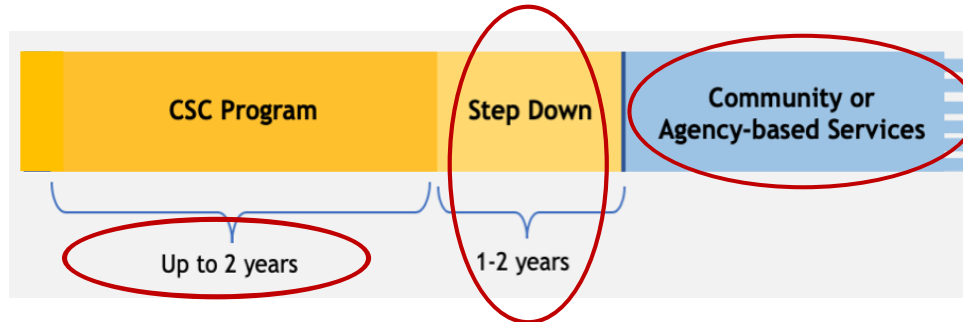 CSC Program
Step Down
Community or
Agency-based Services
Up to 2 years
1-2 years